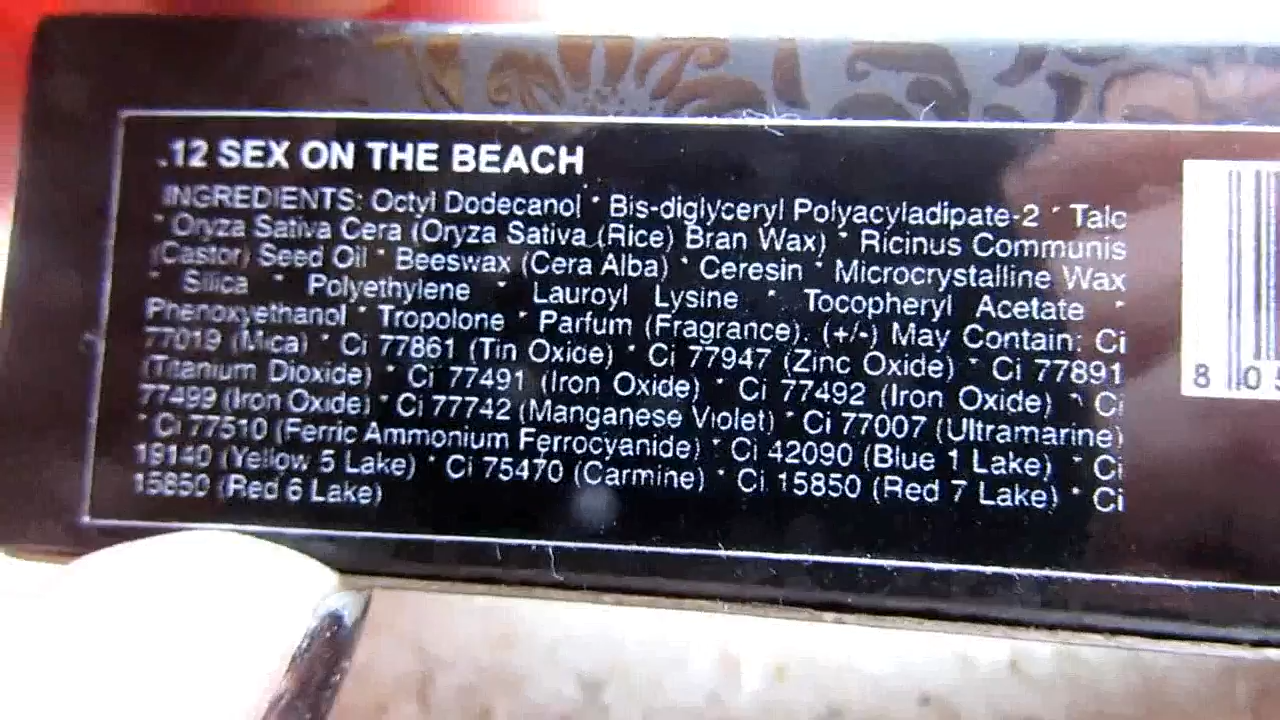 .12 SEX ON THE BEACH
INGREDIENTS: Octyl Dodecanol * Bis-diglyceryl Polyacyladipate-2 * Talc
* Oryza Sativa Cera (Oryza Sativa (Rice) Bran Wax) * Ricinus Communis
(Castor) Seed Oil * Beeswax (Cera Alba) * Ceresin * Microcrystalline Wax
* Silica * Polyethylene * Lauroyl Lysine * Tocopheryl Acetate *
Phenoxyethanol * Tropolone * Parfum (Fragrance). (+/-) May Contain: Ci
77019 (Mica) * Ci 77861 (Tin Oxide) * Ci 77947 (Zinc Oxide) * Ci 77891
(Titanium Dioxide) * Ci 77491 (Iron Oxide) * Ci 77492 (Iron Oxide) * Ci
77499 (Iron Oxide) * Ci 77742 (Manganese Violet) * Ci 77007 (Ultramarine)
* Ci 77510 (Ferric Ammonium Ferrocyanide) * Ci 42090 (Blue 1 Lake) * Ci
19140 (Yellow 5 Lake) * Ci 75470 (Carmine) * Ci 15850 (Red 7 Lake) * Ci
15850 (Red 6 Lake)
8 0